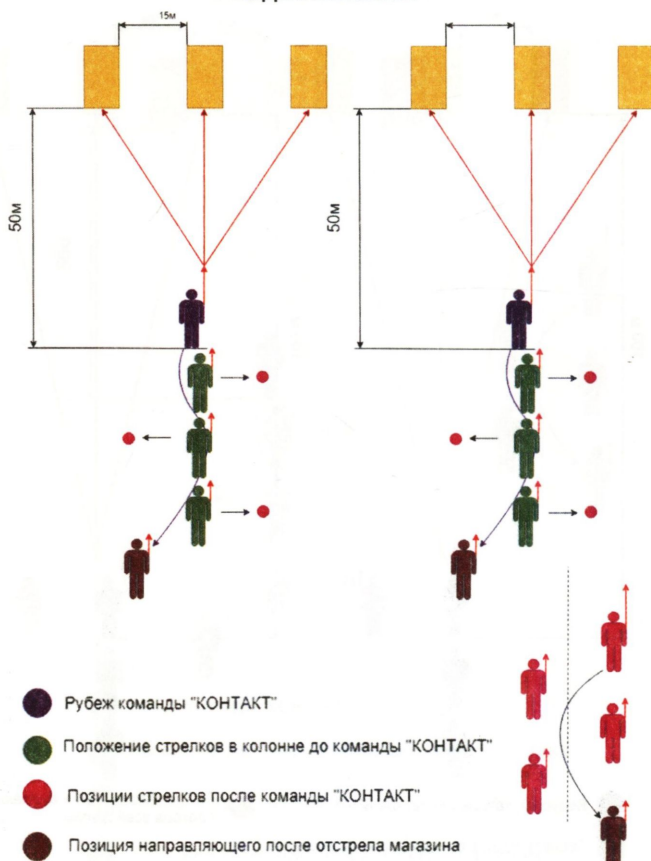 15м
50м
50м
Рубеж команды "КОНТАКТ"
Положение стрелков в колонне до команды "КОНТАКТ"
Позиции стрелков после команды "КОНТАКТ"
Позиция направляющего после отстрела магазина